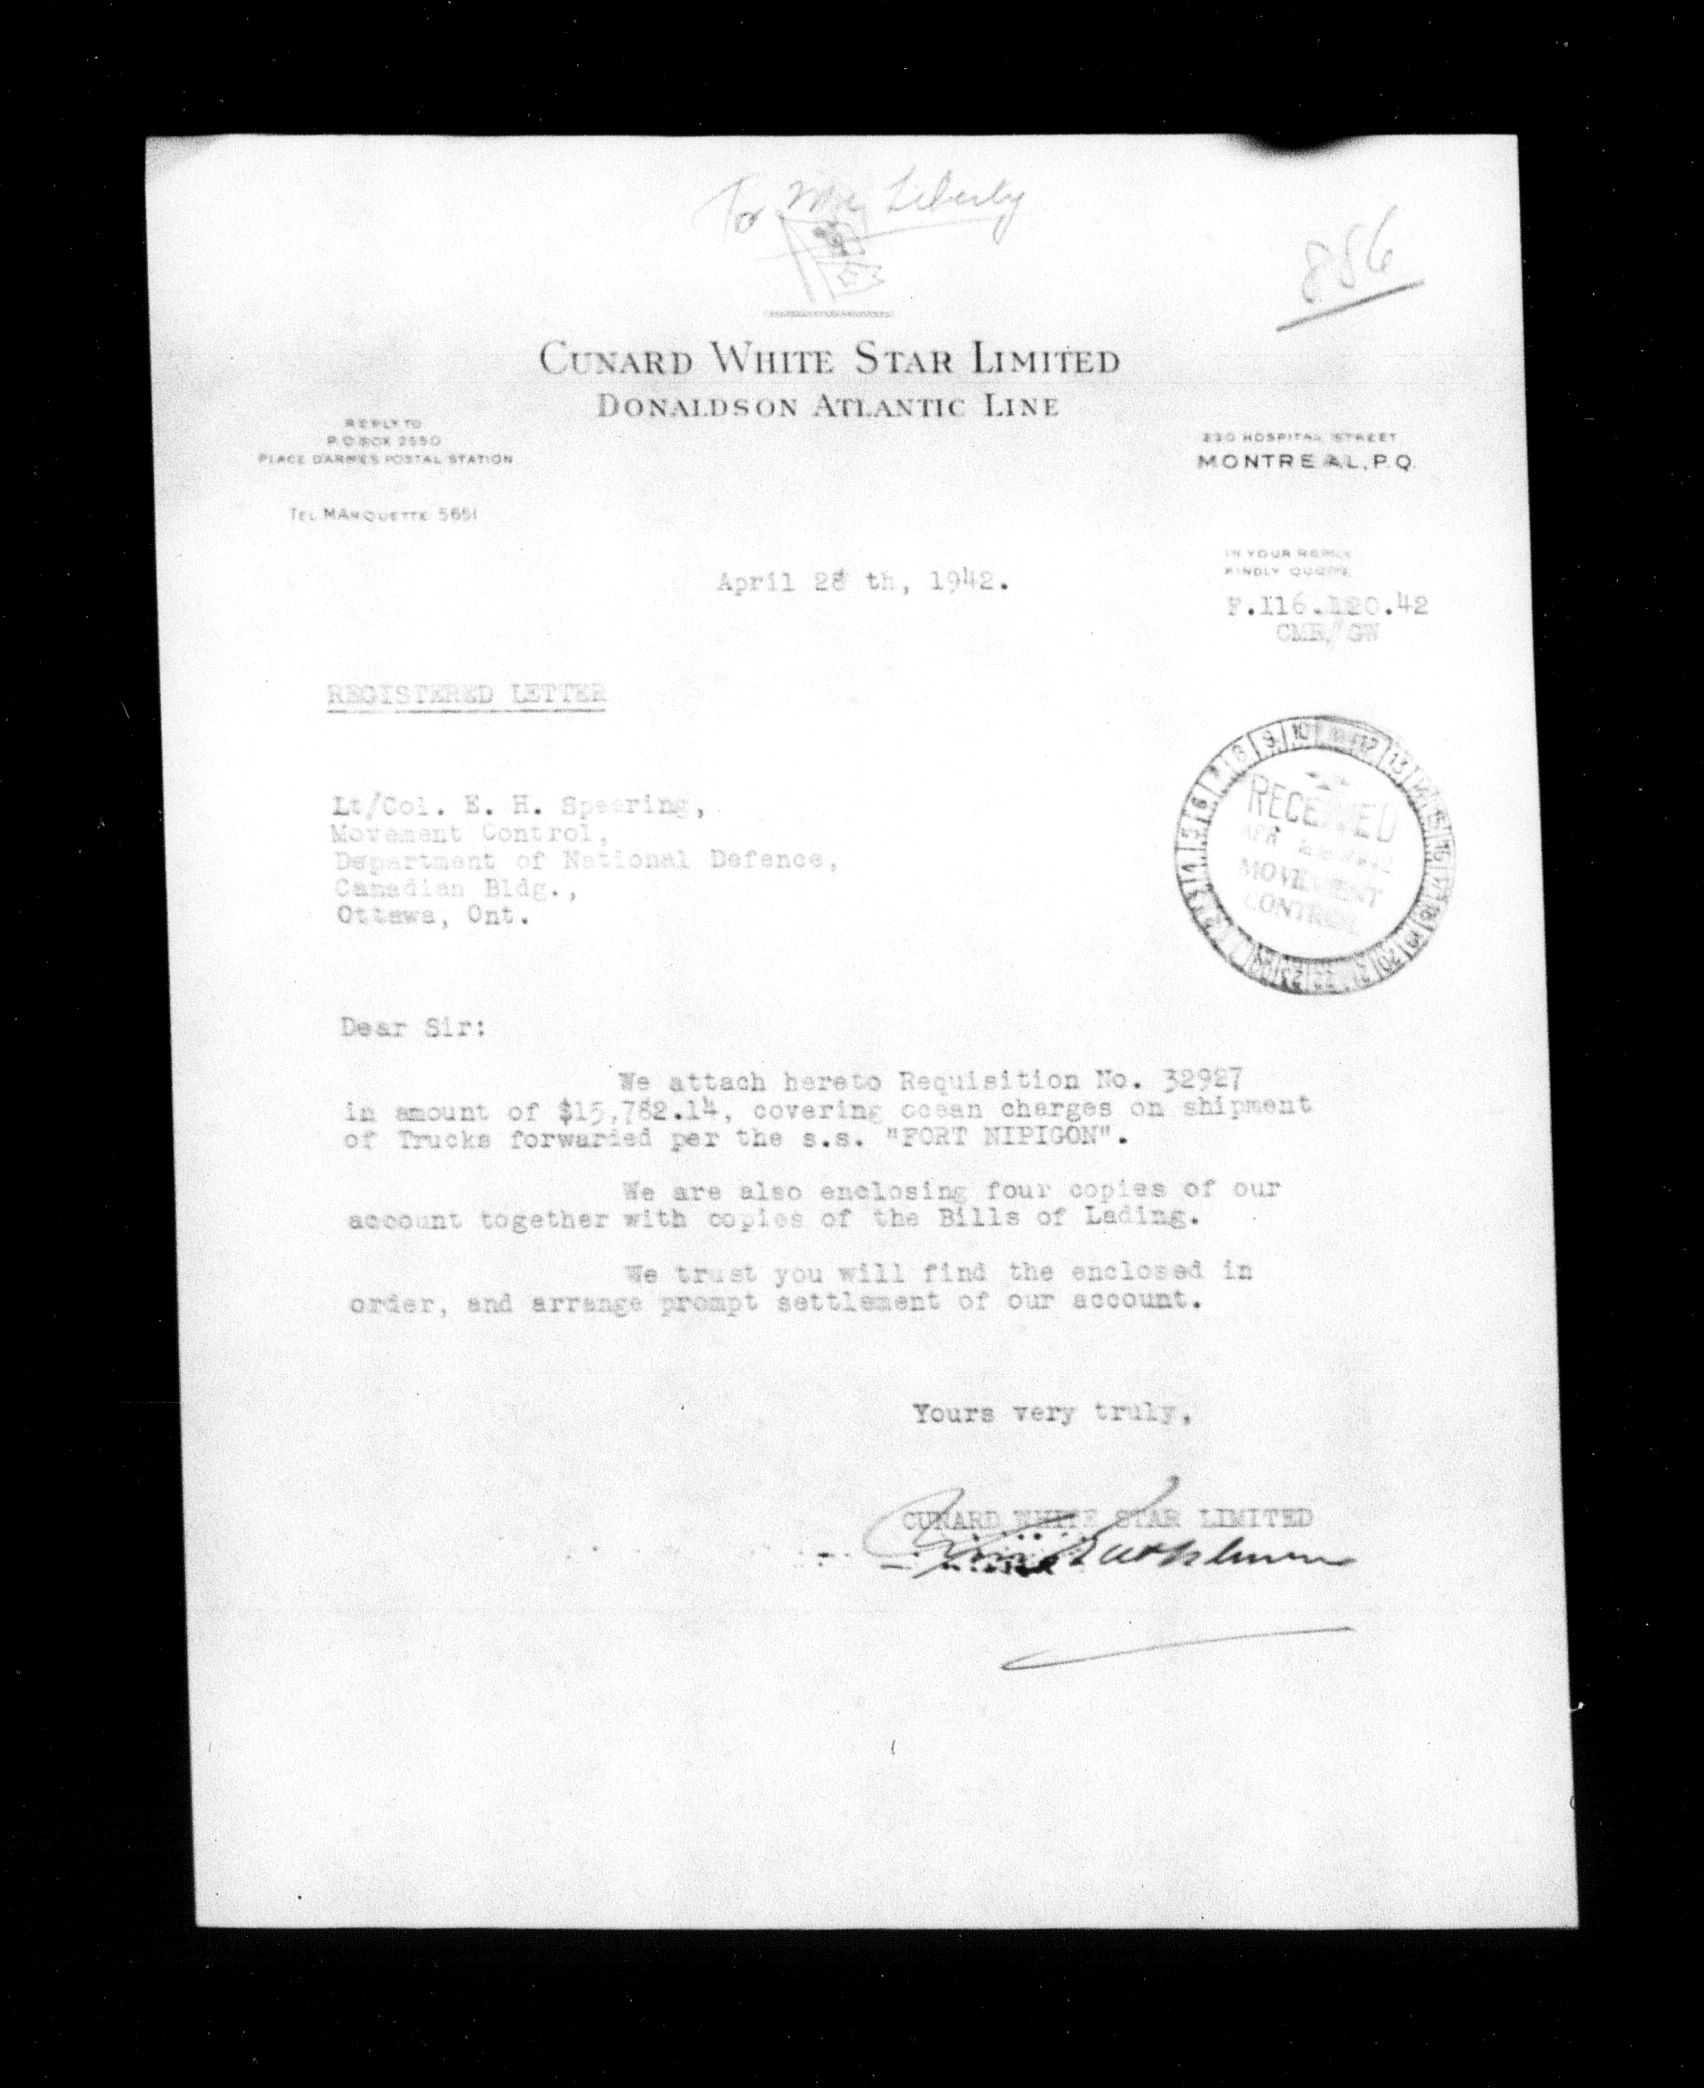 To Mr Liberty
886
CUNARD WHITE STAR LIMITED
DONALDSON ATLANTIC LINE
REPLY TO
P.O. BOX 2550
PLACE D'ARMES POSTAL STATION
TEL. MARQUETTE 5651
230 HOSPITAL STREET
MONTREAL, P.Q.
IN YOUR REPLY
KINDLY QUOTE
April 28 th, 1942.
F.116.120.42
CMR/ GW
REGISTERED LETTER
RECEIVED
APR
MOVEMENT
CONTROL
Lt/Col. E. H. Speering,
Movement Control,
Department of National Defence,
Canadian Bldg.,
Ottawa, Ont.
Dear Sir:
We attach hereto Requisition No. 32927
in amount of $15,782.14, covering ocean charges on shipment
of Trucks forwarded per the s.s. "FORT NIPIGON".
We are also enclosing four copies of our
account together with copies of the Bills of Lading.
We trust you will find the enclosed in
order, and arrange prompt settlement of our account.
Yours very truly,
CUNARD WHITE STAR LIMITED